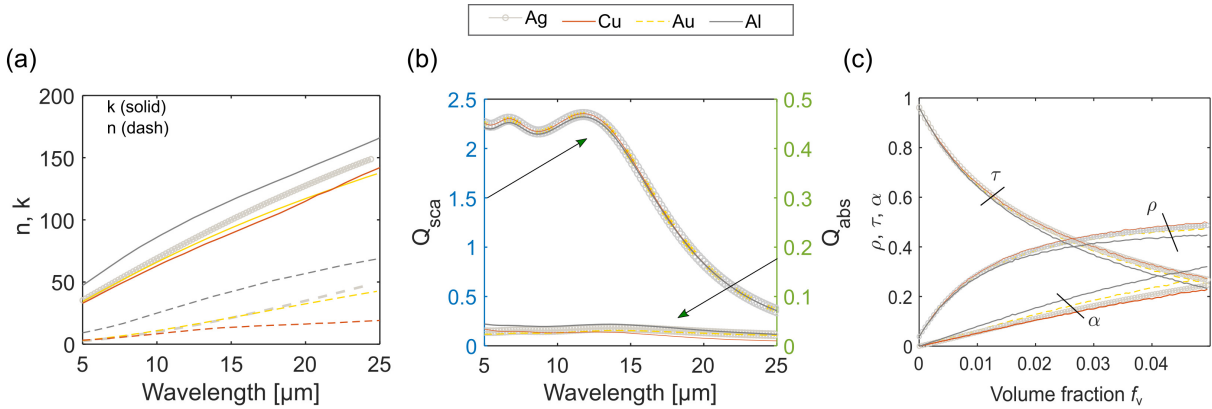 Ag Cu Au Al
(a)
k (solid)
n (dash)
200
150
100
50
0
n, k
5 10 15 20 25
Wavelength [µm]
(b)
2.5
2
1.5
1
0.5
0
Q_sca
0.5
0.4
0.3
0.2
0.1
0
Q_abs
5 10 15 20 25
Wavelength [µm]
(c)
1
0.8
0.6
0.4
0.2
0
ρ, τ, α
τ
ρ
α
0 0.01 0.02 0.03 0.04
Volume fraction f_v